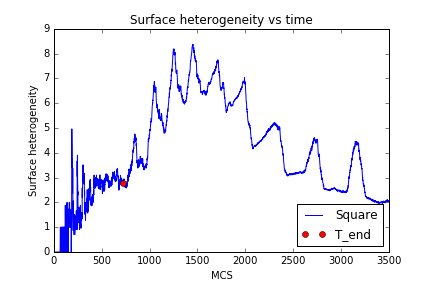 Surface heterogeneity vs time
9
8
7
6
5
4
3
2
1
0
Surface heterogeneity
0 500 1000 1500 2000 2500 3000 3500
MCS
Square
T_end